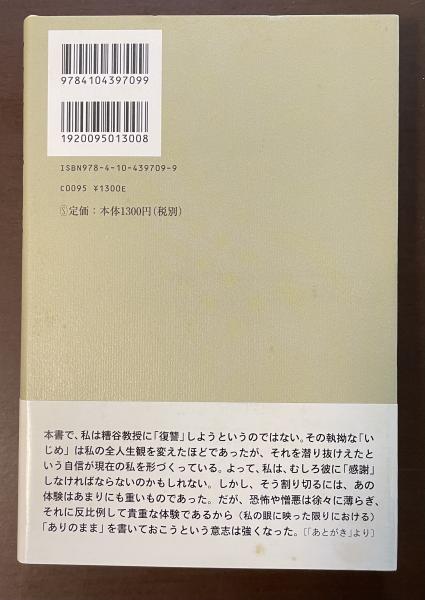 9784104397099
1920095013008
ISBN978-4-10-439709-9
C0095 ¥1300E
Ⓢ定価：本体1300円(税別)
本書で、私は糟谷教授に「復讐」しようというのではない。その執拗な「い
じめ」は私の全人生観を変えたほどであったが、それを潜り抜けえたと
いう自信が現在の私を形づくっている。よって、私は、むしろ彼に「感謝」
しなければならないのかもしれない。しかし、そう割り切るには、あの
体験はあまりにも重いものであった。だが、恐怖や憎悪は徐々に薄らぎ、
それに反比例して貴重な体験であるから（私の眼に映った限りにおける）
「ありのまま」を書いておこうという意志は強くなった。[「あとがき」より]